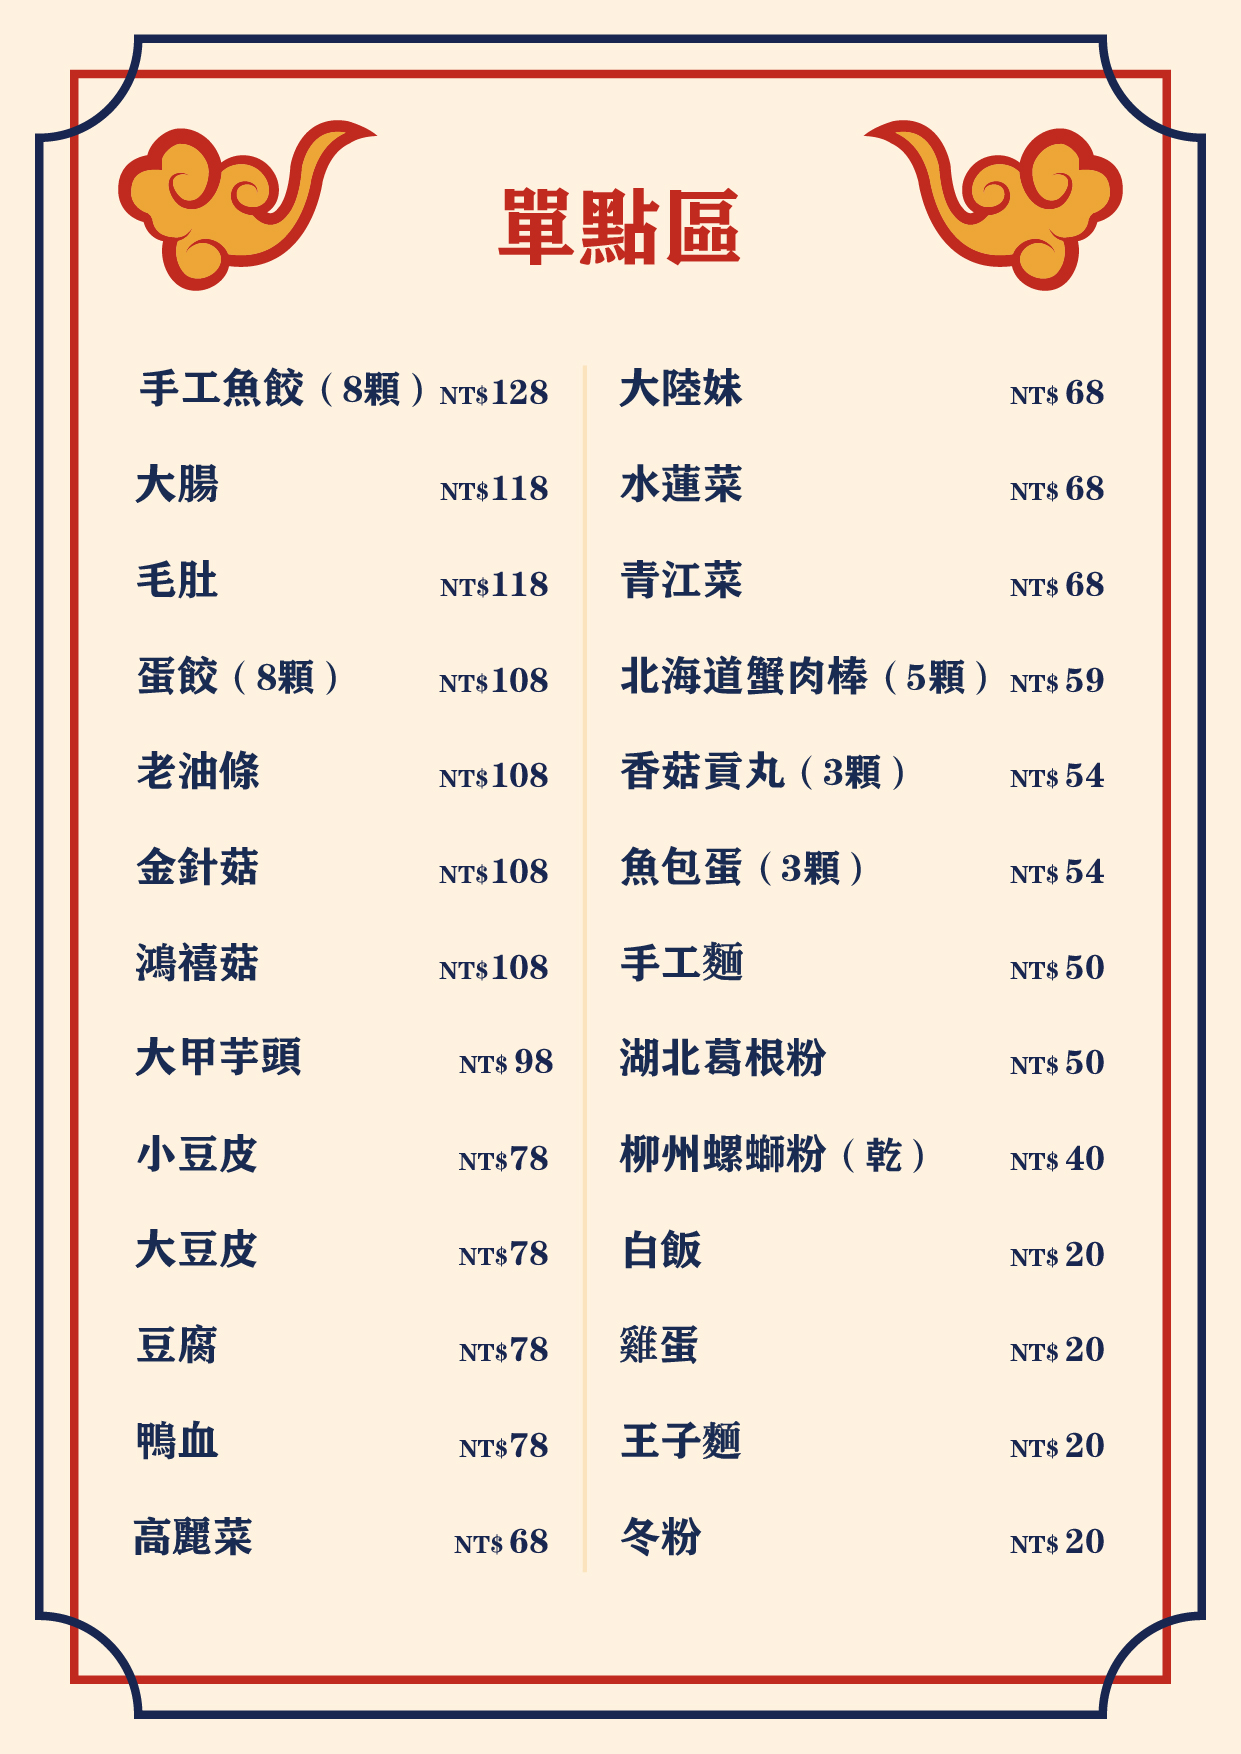 單點區
手工魚餃（8顆）NT$128
大腸 NT$118
毛肚 NT$118
蛋餃（8顆） NT$108
老油條 NT$108
金針菇 NT$108
鴻禧菇 NT$108
大甲芋頭 NT$ 98
小豆皮 NT$78
大豆皮 NT$78
豆腐 NT$78
鴨血 NT$78
高麗菜 NT$ 68
大陸妹 NT$ 68
水蓮菜 NT$ 68
青江菜 NT$ 68
北海道蟹肉棒（5顆） NT$ 59
香菇貢丸（3顆） NT$ 54
魚包蛋（3顆） NT$ 54
手工麵 NT$ 50
湖北葛根粉 NT$ 50
柳州螺螄粉（乾） NT$ 40
白飯 NT$ 20
雞蛋 NT$ 20
王子麵 NT$ 20
冬粉 NT$ 20